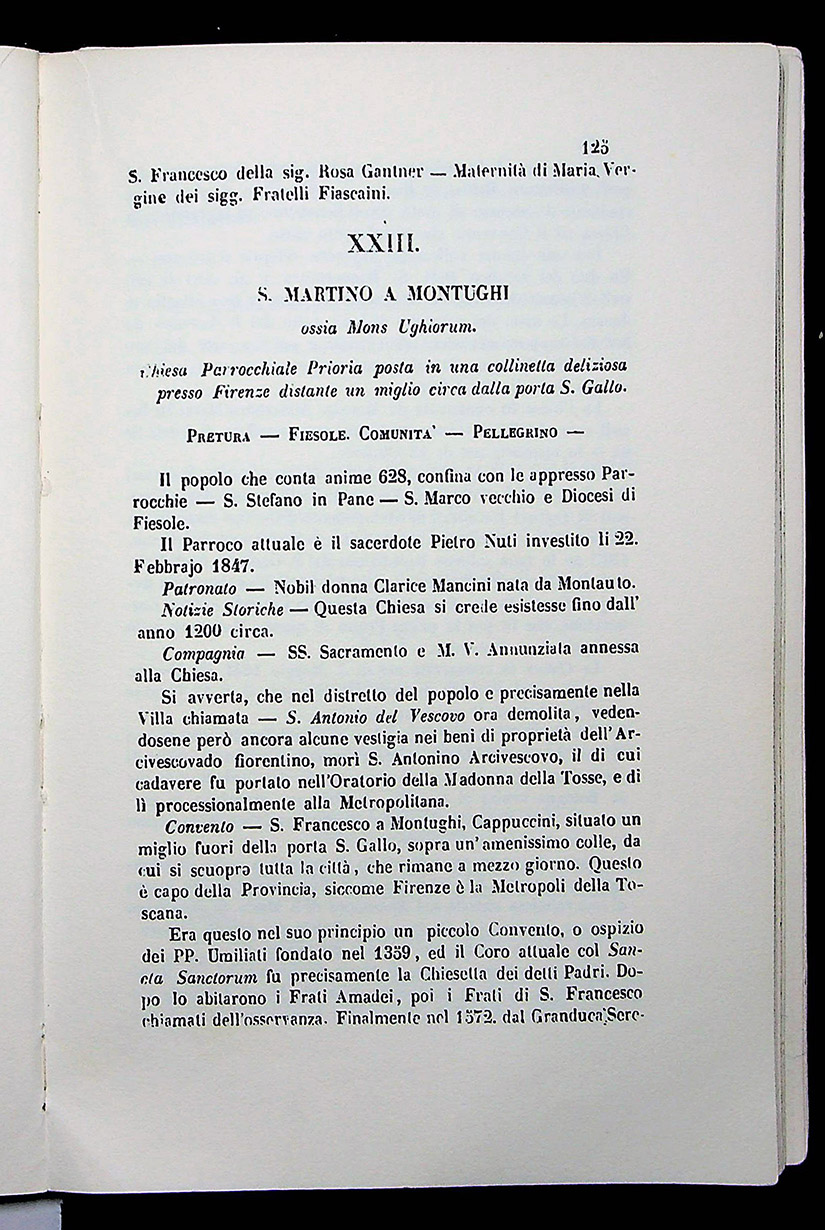 125
S. Francesco della sig. Rosa Gantner — Maternità di Maria Ver-
gine dei sigg. Fratelli Fiascaini.
XXIII.
S. MARTINO A MONTUGHI
ossia Mons Ughiorum.
Chiesa Parrocchiale Prioria posta in una collinetta deliziosa
presso Firenze distante un miglio circa dalla porta S. Gallo.
PRETURA — FIESOLE. COMUNITA' — PELLEGRINO —
Il popolo che conta anime 628, confina con le appresso Par-
rocchie — S. Stefano in Pane — S. Marco vecchio e Diocesi di
Fiesole.
Il Parroco attuale è il sacerdote Pietro Nuti investito li 22.
Febbrajo 1847.
Patronato — Nobil donna Clarice Mancini nata da Montauto.
Notizie Storiche — Questa Chiesa si crede esistesse fino dall'
anno 1200 circa.
Compagnia — SS. Sacramento e M. V. Annunziata annessa
alla Chiesa.
Si avverta, che nel distretto del popolo e precisamente nella
Villa chiamata — S. Antonio del Vescovo ora demolita, veden-
dosene però ancora alcune vestigia nei beni di proprietà dell'Ar-
civescovado fiorentino, morì S. Antonino Arcivescovo, il di cui
cadavere fu portato nell'Oratorio della Madonna della Tosse, e di
lì processionalmente alla Metropolitana.
Convento — S. Francesco a Montughi, Cappuccini, situato un
miglio fuori della porta S. Gallo, sopra un'amenissimo colle, da
cui si scuopre tutta la città, che rimane a mezzo giorno. Questo
è capo della Provincia, siccome Firenze è la Metropoli della To-
scana.
Era questo nel suo principio un piccolo Convento, o ospizio
dei PP. Umiliati fondato nel 1359, ed il Coro attuale col San-
cta Sanctorum fu precisamente la Chiesetta dei detti Padri. Do-
po lo abitarono i Frati Amadei, poi i Frati di S. Francesco
chiamati dell'osservanza. Finalmente nel 1572. dal Granduca Sere-